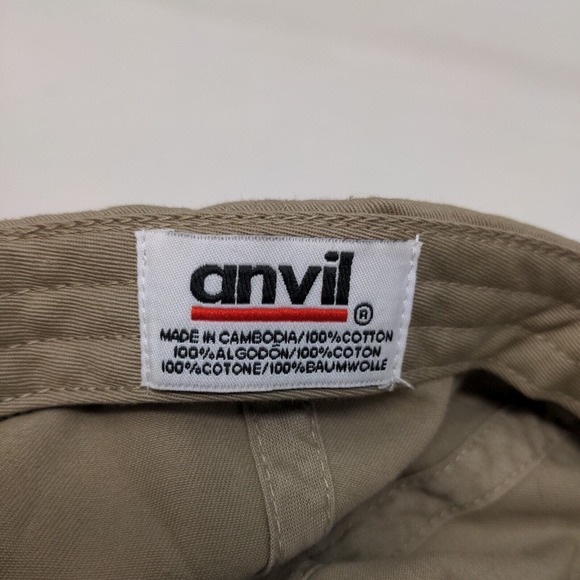 anvil
®
MADE IN CAMBODIA/100%COTTON
100%ALGODÓN/100%COTON
100%COTONE/100%BAUMWOLLE